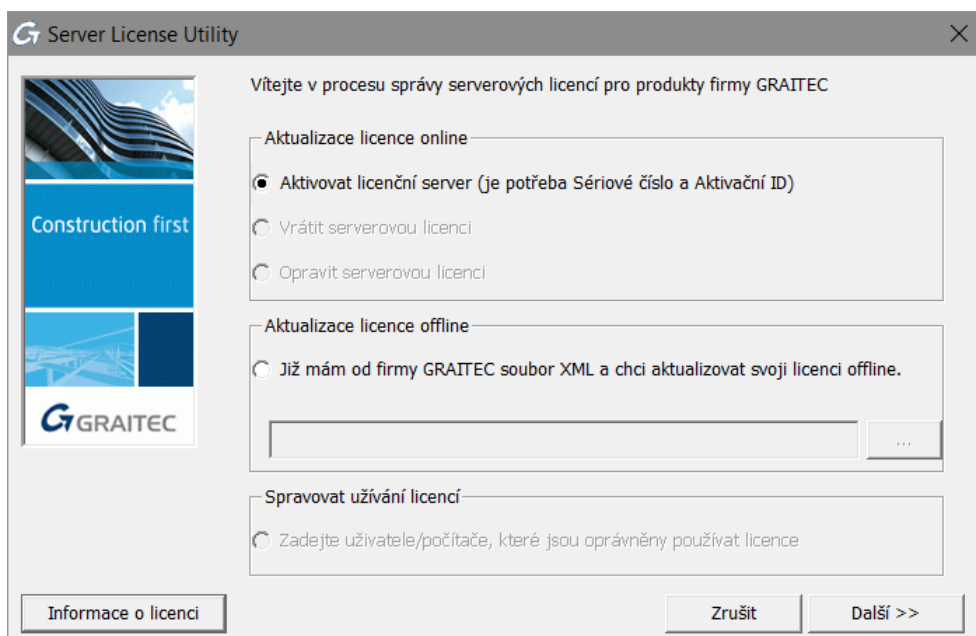 Server License Utility
Vítejte v procesu správy serverových licencí pro produkty firmy GRAITEC
Aktualizace licence online
Aktivovat licenční server (je potřeba Sériové číslo a Aktivační ID)
Construction first
Vrátit serverovou licenci
Opravit serverovou licenci
Aktualizace licence offline
Již mám od firmy GRAITEC soubor XML a chci aktualizovat svoji licenci offline.
GRAITEC
...
Spravovat užívání licencí
Zadejte uživatele/počítače, které jsou oprávněny používat licence
Informace o licenci
Zrušit
Další >>